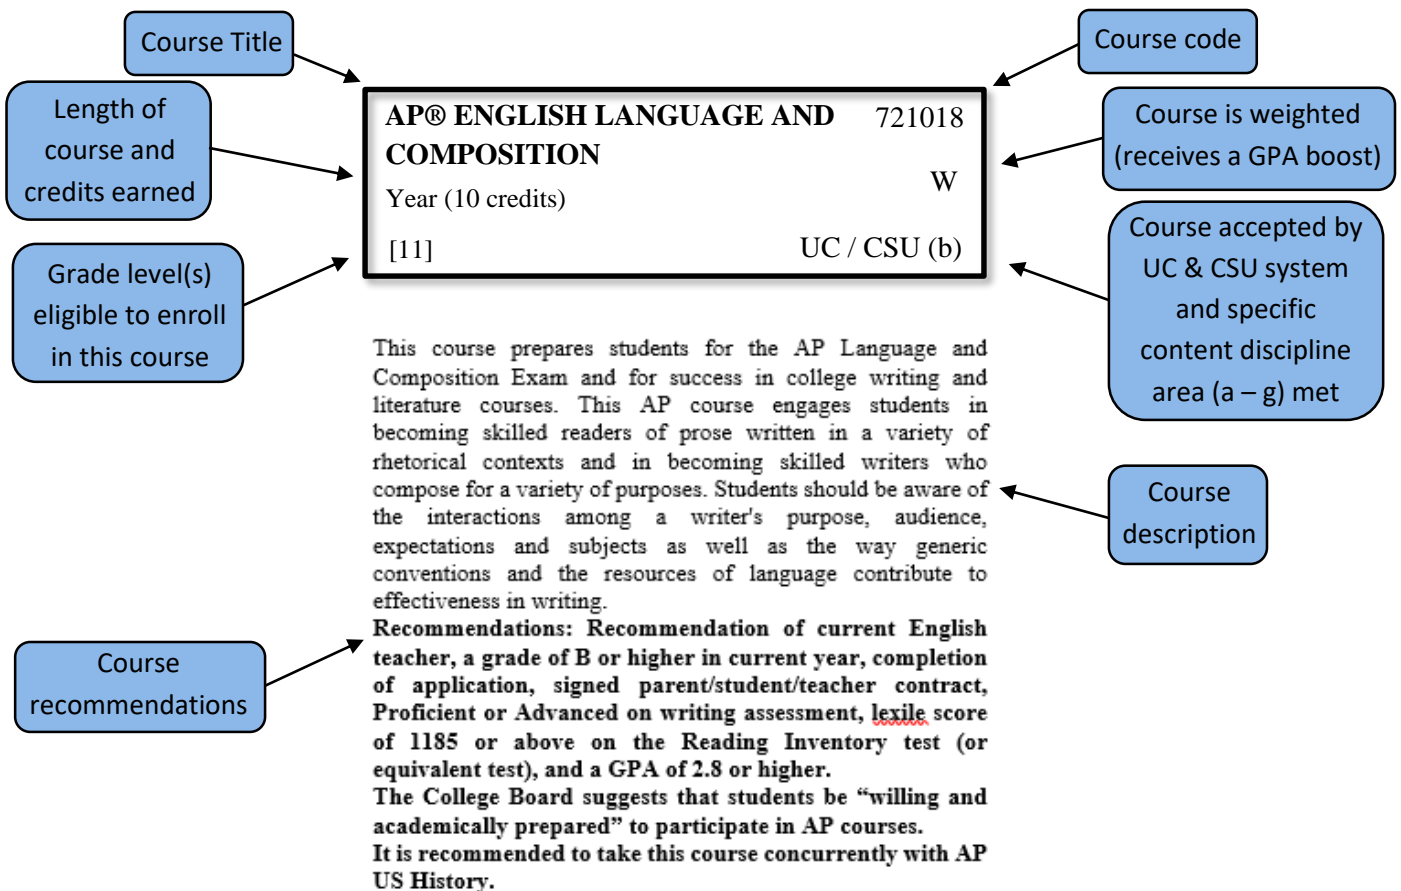 Course Title
Course code
Length of
course and
credits earned
AP® ENGLISH LANGUAGE AND
COMPOSITION
721018
Year (10 credits)
W
[11]
UC / CSU (b)
Course is weighted
(receives a GPA boost)
Grade level(s)
eligible to enroll
in this course
Course accepted by
UC & CSU system
and specific
content discipline
area (a – g) met
This course prepares students for the AP Language and
Composition Exam and for success in college writing and
literature courses. This AP course engages students in
becoming skilled readers of prose written in a variety of
rhetorical contexts and in becoming skilled writers who
compose for a variety of purposes. Students should be aware of
the interactions among a writer's purpose, audience,
expectations and subjects as well as the way generic
conventions and the resources of language contribute to
effectiveness in writing.
Course
description
Recommendations: Recommendation of current English
teacher, a grade of B or higher in current year, completion
of application, signed parent/student/teacher contract,
Proficient or Advanced on writing assessment, lexile score
of 1185 or above on the Reading Inventory test (or
equivalent test), and a GPA of 2.8 or higher.
The College Board suggests that students be “willing and
academically prepared” to participate in AP courses.
It is recommended to take this course concurrently with AP
US History.
Course
recommendations